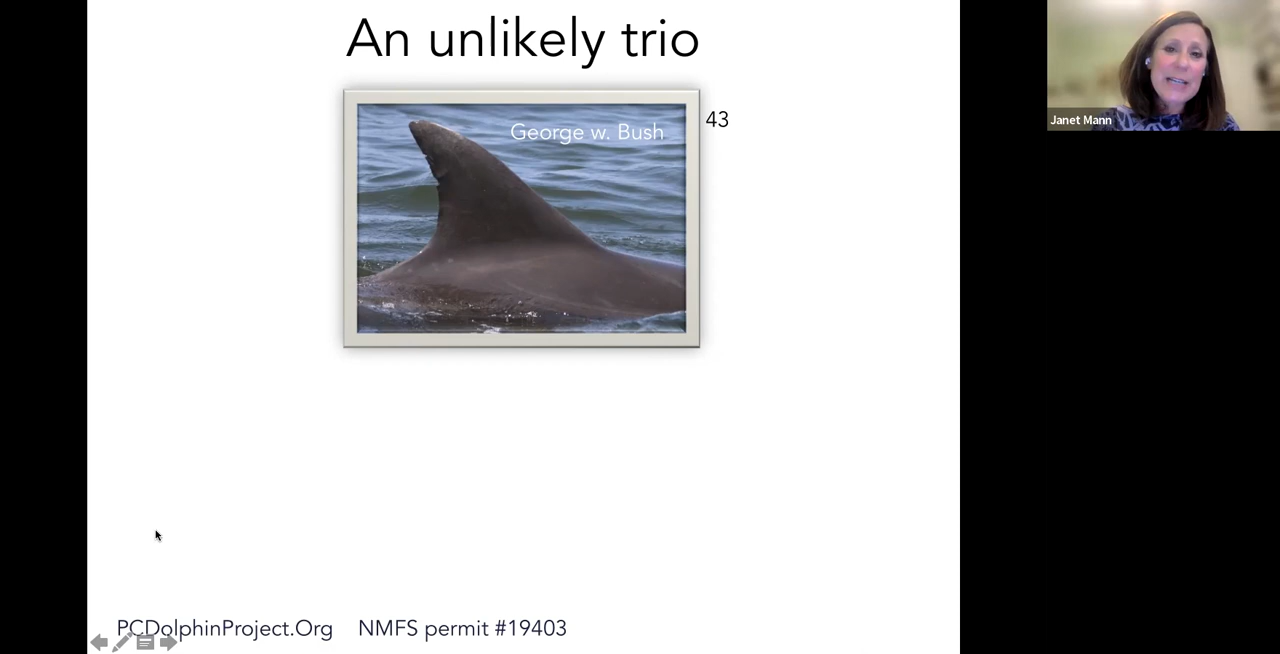 An unlikely trio
George w. Bush
43
Janet Mann
PCDolphinProject.Org NMFS permit #19403